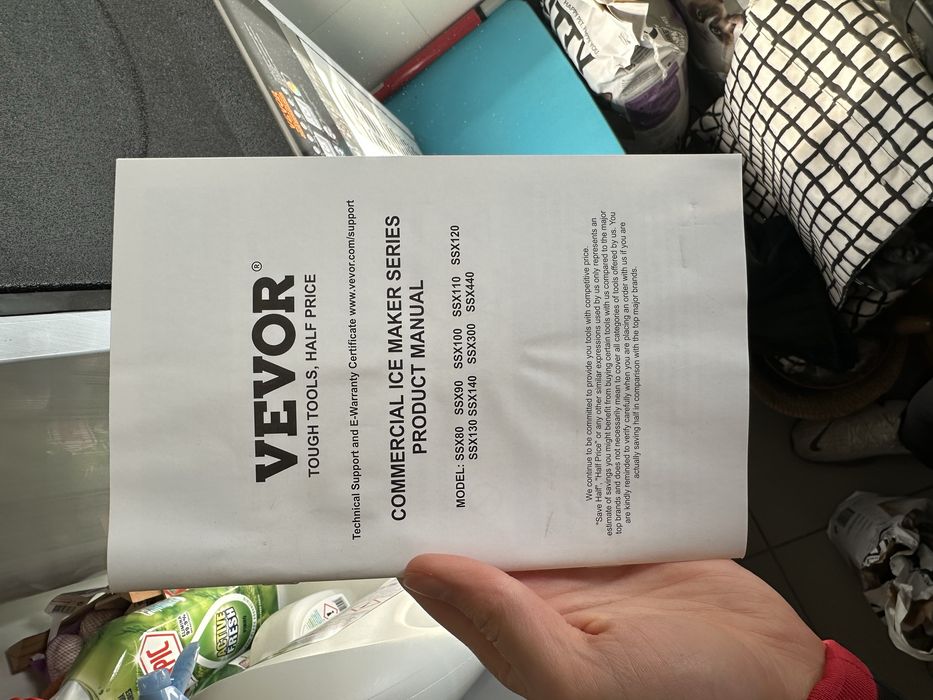 VEVOR®
TOUGH TOOLS, HALF PRICE
Technical Support and E-Warranty Certificate www.vevor.com/support
COMMERCIAL ICE MAKER SERIES
PRODUCT MANUAL
MODEL: SSX80 SSX90 SSX100 SSX110 SSX120
SSX130 SSX140 SSX300 SSX440
We continue to be committed to provide you tools with competitive price.
"Save Half", "Half Price" or any other similar expressions used by us only represents an
estimate of savings you might benefit from buying certain tools with us compared to the major
top brands and does not necessarily mean to cover all categories of tools offered by us. You
are kindly reminded to verify carefully when you are placing an order with us if you are
actually saving half in comparison with the top major brands.
ACTIVE
FRESH